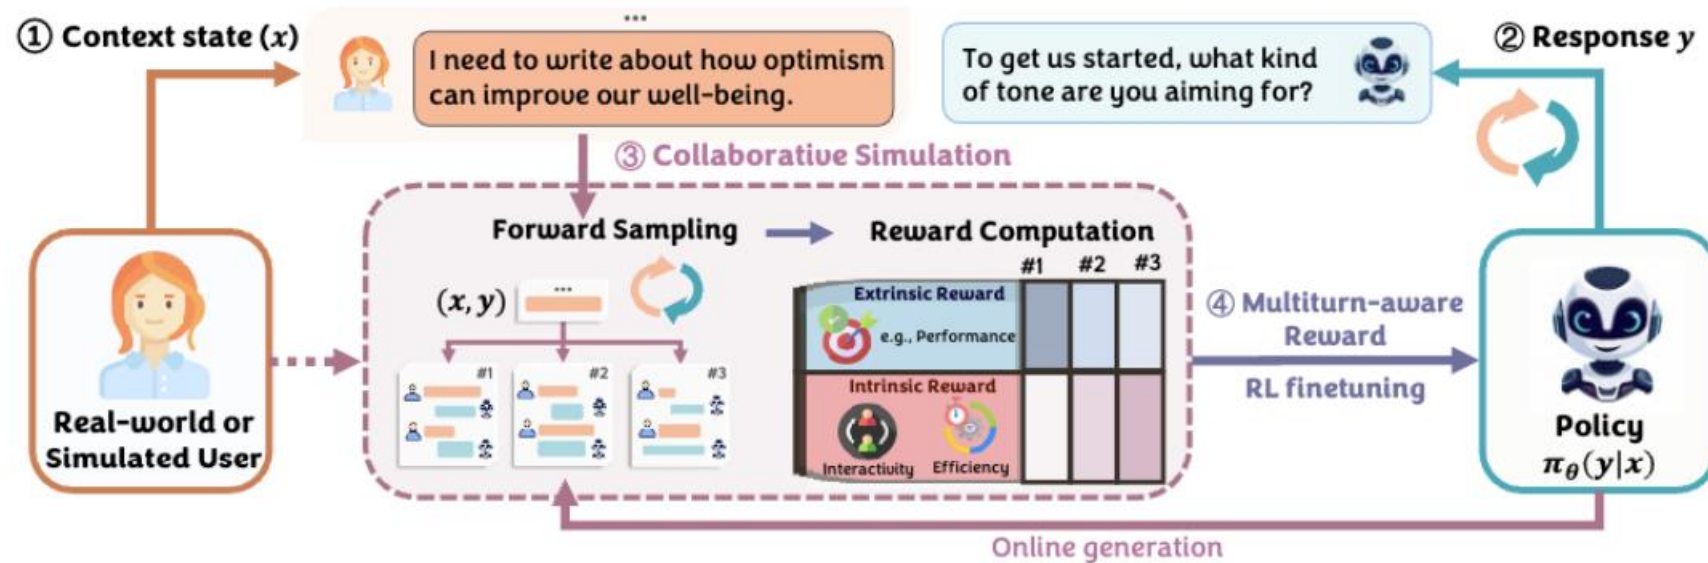 ① Context state (x)
...
I need to write about how optimism
can improve our well-being.
To get us started, what kind
of tone are you aiming for?
② Response y
③ Collaborative Simulation
Forward Sampling
Reward Computation
#1 #2 #3
(x, y)
...
#1
#2
#3
Extrinsic Reward
e.g., Performance
Intrinsic Reward
Interactivity
Efficiency
④ Multiturn-aware
Reward
RL finetuning
Real-world or
Simulated User
Policy
πθ(y|x)
Online generation